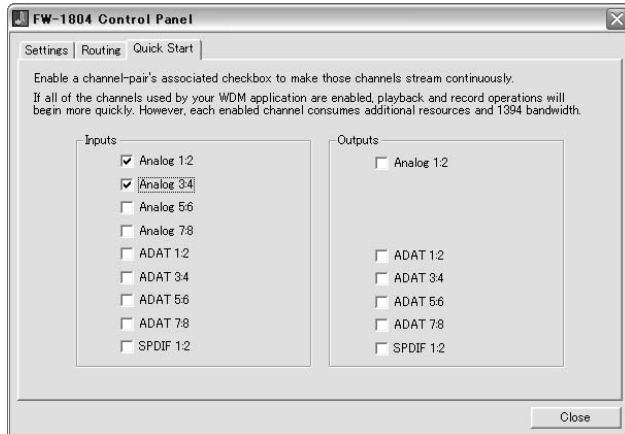 FW-1804 Control Panel
Settings Routing Quick Start
Enable a channel-pair's associated checkbox to make those channels stream continuously.
If all of the channels used by your WDM application are enabled, playback and record operations will
begin more quickly. However, each enabled channel consumes additional resources and 1394 bandwidth.
Inputs
Analog 1:2
Analog 3:4
Analog 5:6
Analog 7:8
ADAT 1:2
ADAT 3:4
ADAT 5:6
ADAT 7:8
SPDIF 1:2
Outputs
Analog 1:2
ADAT 1:2
ADAT 3:4
ADAT 5:6
ADAT 7:8
SPDIF 1:2
Close